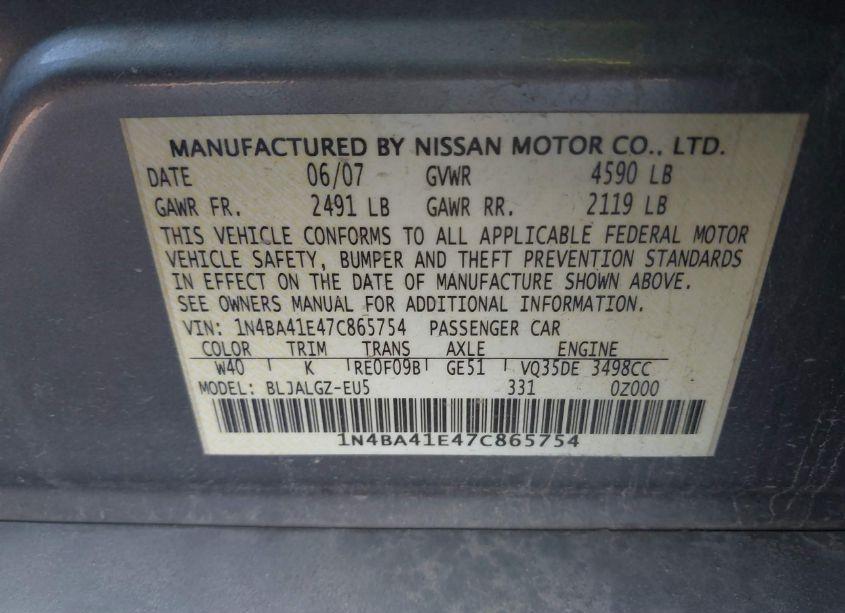 MANUFACTURED BY NISSAN MOTOR CO., LTD.
DATE 06/07 GVWR 4590 LB
GAWR FR. 2491 LB GAWR RR. 2119 LB
THIS VEHICLE CONFORMS TO ALL APPLICABLE FEDERAL MOTOR
VEHICLE SAFETY, BUMPER AND THEFT PREVENTION STANDARDS
IN EFFECT ON THE DATE OF MANUFACTURE SHOWN ABOVE.
SEE OWNERS MANUAL FOR ADDITIONAL INFORMATION.
VIN: 1N4BA41E47C865754 PASSENGER CAR
COLOR TRIM TRANS AXLE ENGINE
W40 K RE0F09B GE51 VQ35DE 3498CC
MODEL: BLJALGZ-EU5 331 0Z000
1N4BA41E47C865754